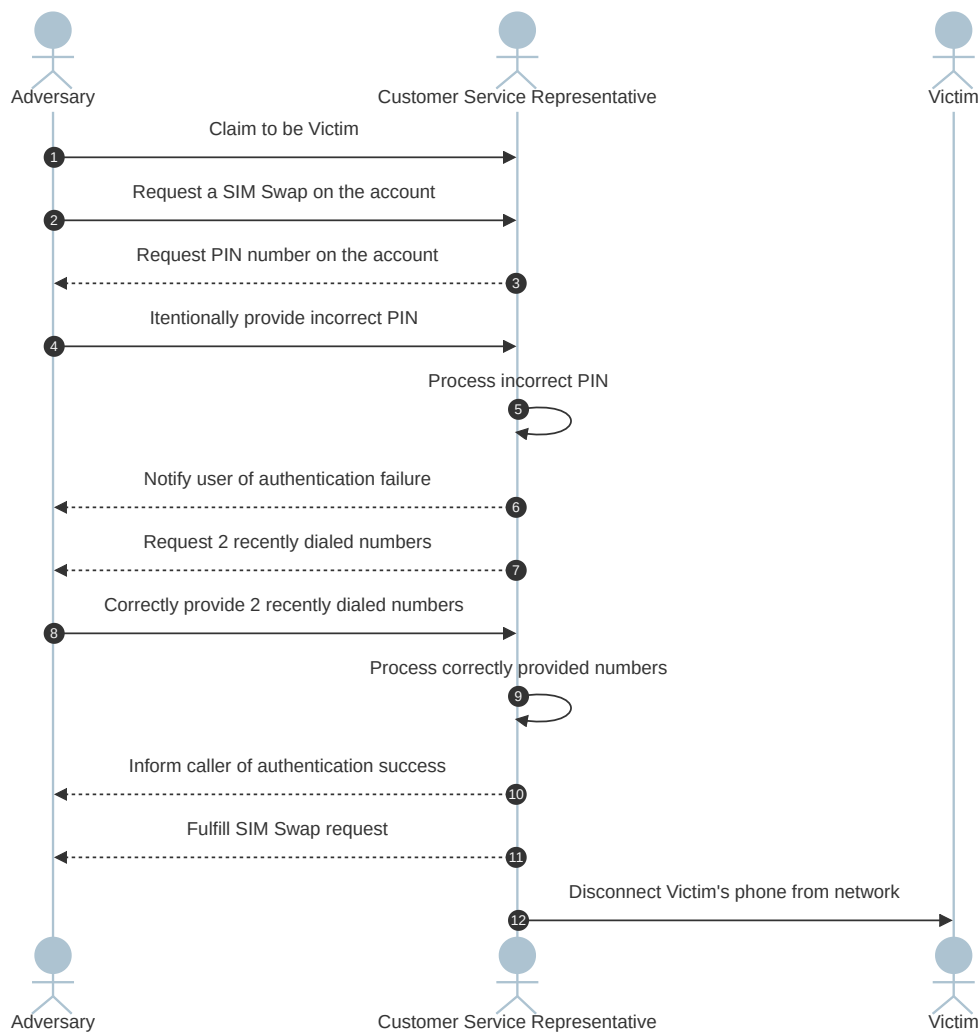 Adversary
Customer Service Representative
Victim
Claim to be Victim
1
Request a SIM Swap on the account
2
Request PIN number on the account
3
Itentionally provide incorrect PIN
4
Process incorrect PIN
5
Notify user of authentication failure
6
Request 2 recently dialed numbers
7
Correctly provide 2 recently dialed numbers
8
Process correctly provided numbers
9
Inform caller of authentication success
10
Fulfill SIM Swap request
11
Disconnect Victim's phone from network
12
Adversary
Customer Service Representative
Victim